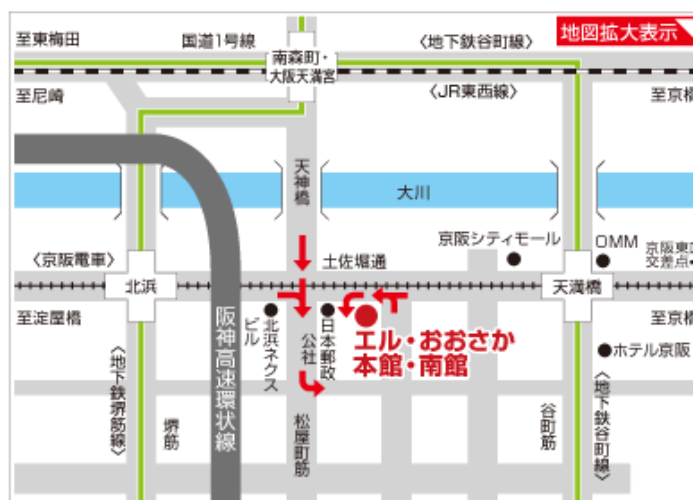 至東梅田
国道1号線
〈地下鉄谷町線〉
地図拡大表示
南森町・
大阪天満宮
至尼崎
〈JR東西線〉
至京橋
天神橋
大川
京阪シティモール
OMM
京阪東口
交差点
〈京阪電車〉
土佐堀通
北浜
天満橋
至淀屋橋
至京橋
北浜ネクス
ビル
日本郵政
公社
エル・おおさか
本館・南館
ホテル京阪
阪神高速環状線
〈地下鉄堺筋線〉
堺筋
松屋町筋
谷町筋
〈地下鉄谷町線〉